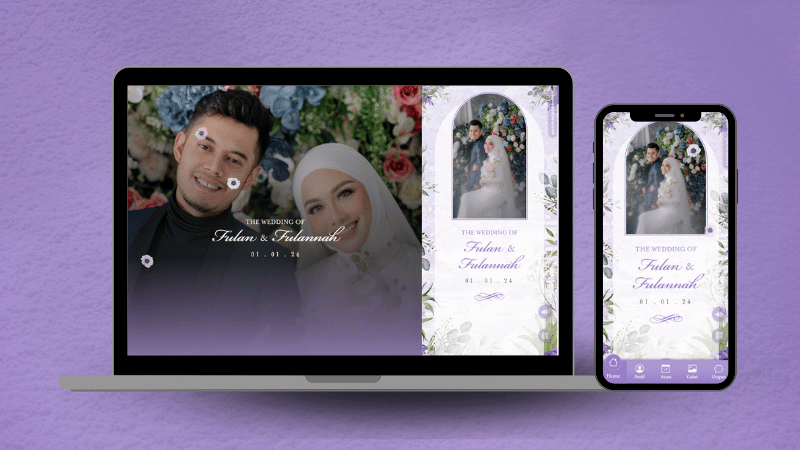 THE WEDDING OF
Fulan & Fulannah
01 . 01 . 24
THE WEDDING OF
Fulan &
Fulannah
01 . 01 . 24
THE WEDDING OF
Fulan &
Fulannah
01 . 01 . 24
Home
Profil
Acara
Galeri
Ucapan